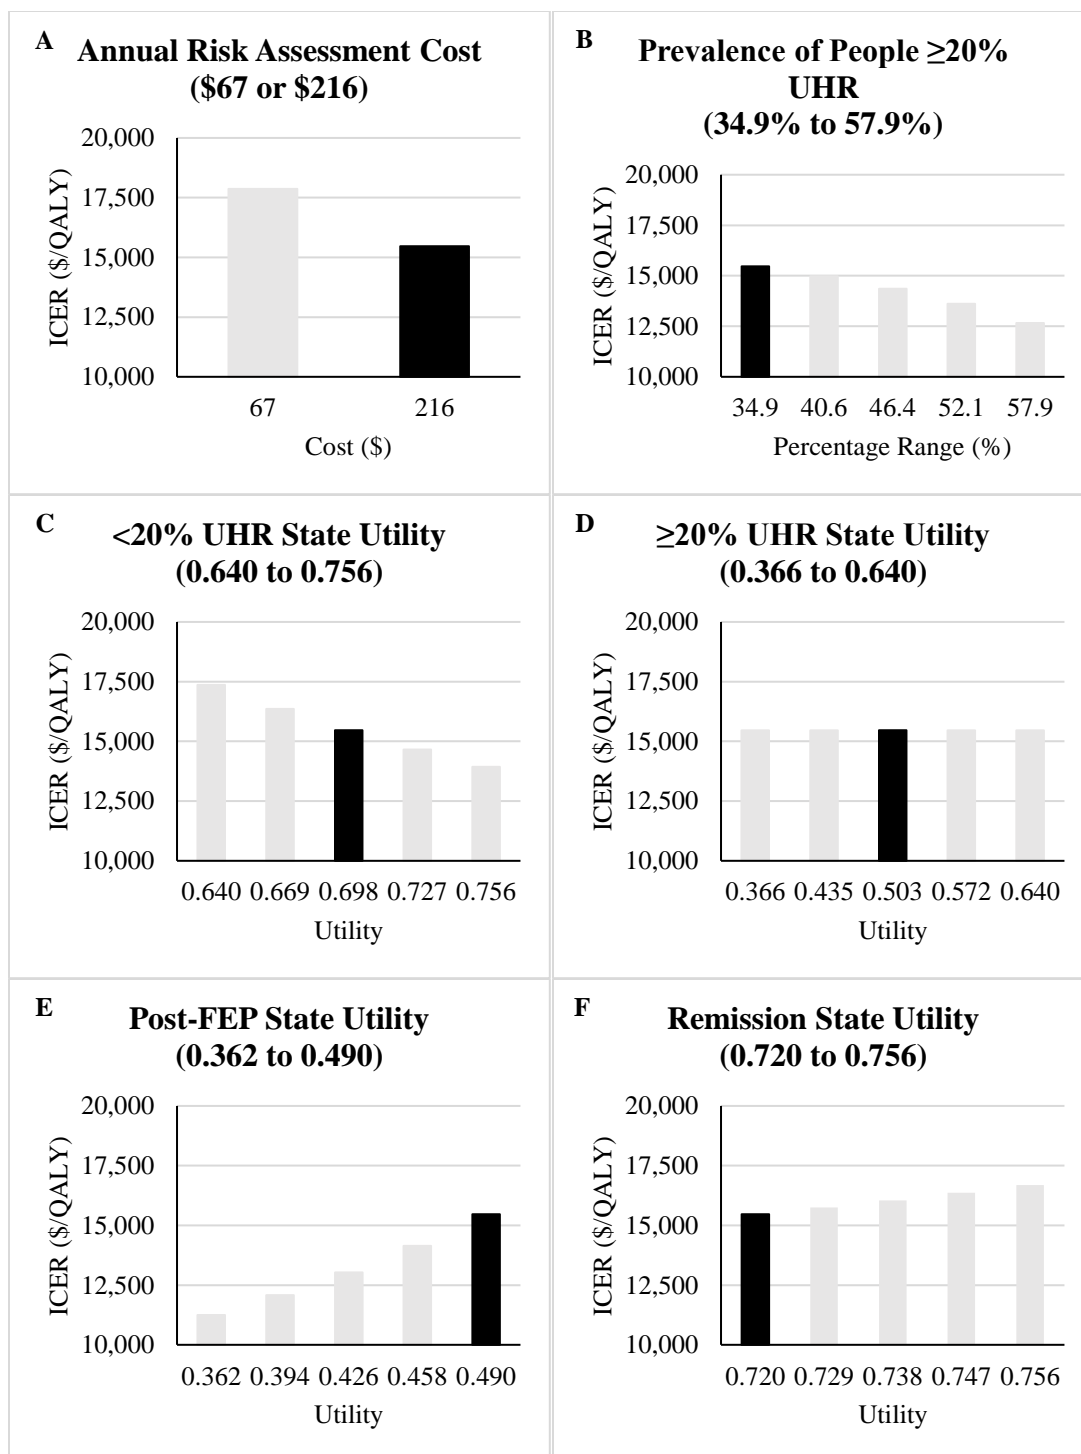 A
Annual Risk Assessment Cost
($67 or $216)
20,000
17,500
15,000
12,500
10,000
ICER ($/QALY)
67 216
Cost ($)
B
Prevalence of People ≥20%
UHR
(34.9% to 57.9%)
20,000
17,500
15,000
12,500
10,000
ICER ($/QALY)
34.9 40.6 46.4 52.1 57.9
Percentage Range (%)
C
<20% UHR State Utility
(0.640 to 0.756)
20,000
17,500
15,000
12,500
10,000
ICER ($/QALY)
0.640 0.669 0.698 0.727 0.756
Utility
D
≥20% UHR State Utility
(0.366 to 0.640)
20,000
17,500
15,000
12,500
10,000
ICER ($/QALY)
0.366 0.435 0.503 0.572 0.640
Utility
E
Post-FEP State Utility
(0.362 to 0.490)
20,000
17,500
15,000
12,500
10,000
ICER ($/QALY)
0.362 0.394 0.426 0.458 0.490
Utility
F
Remission State Utility
(0.720 to 0.756)
20,000
17,500
15,000
12,500
10,000
ICER ($/QALY)
0.720 0.729 0.738 0.747 0.756
Utility